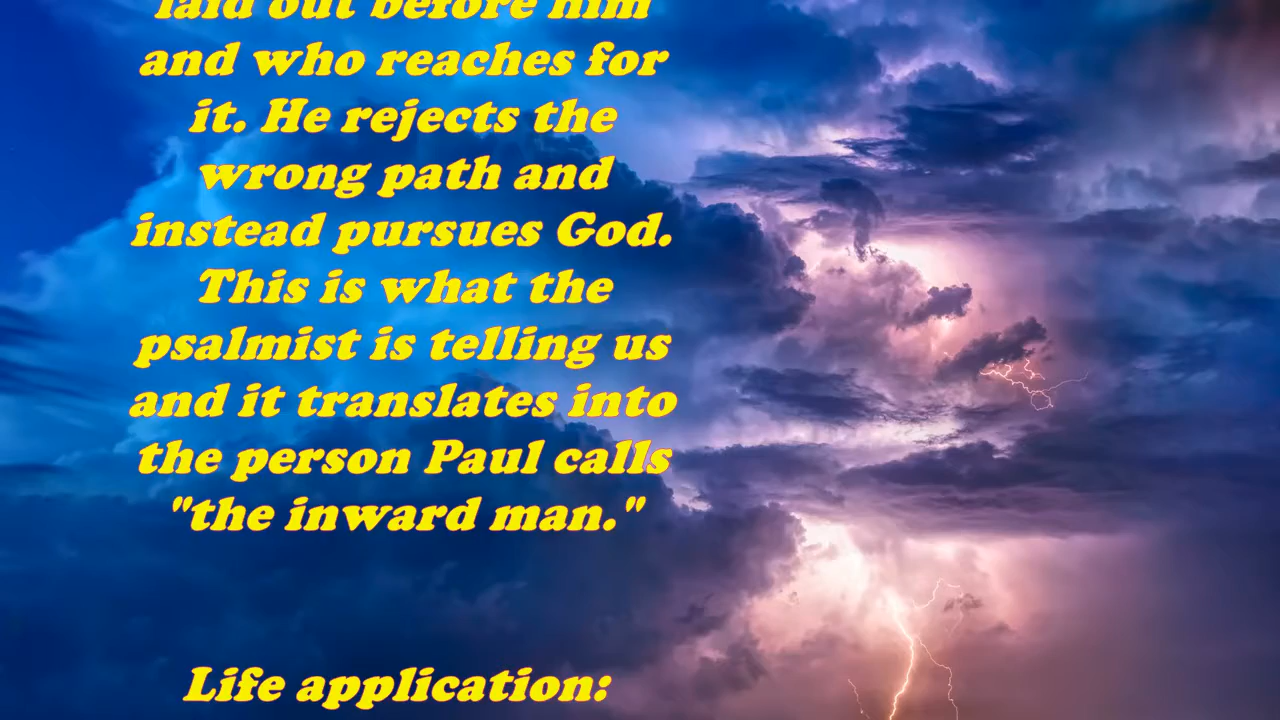 laid out before him
and who reaches for
it. He rejects the
wrong path and
instead pursues God.
This is what the
psalmist is telling us
and it translates into
the person Paul calls
"the inward man."
Life application: